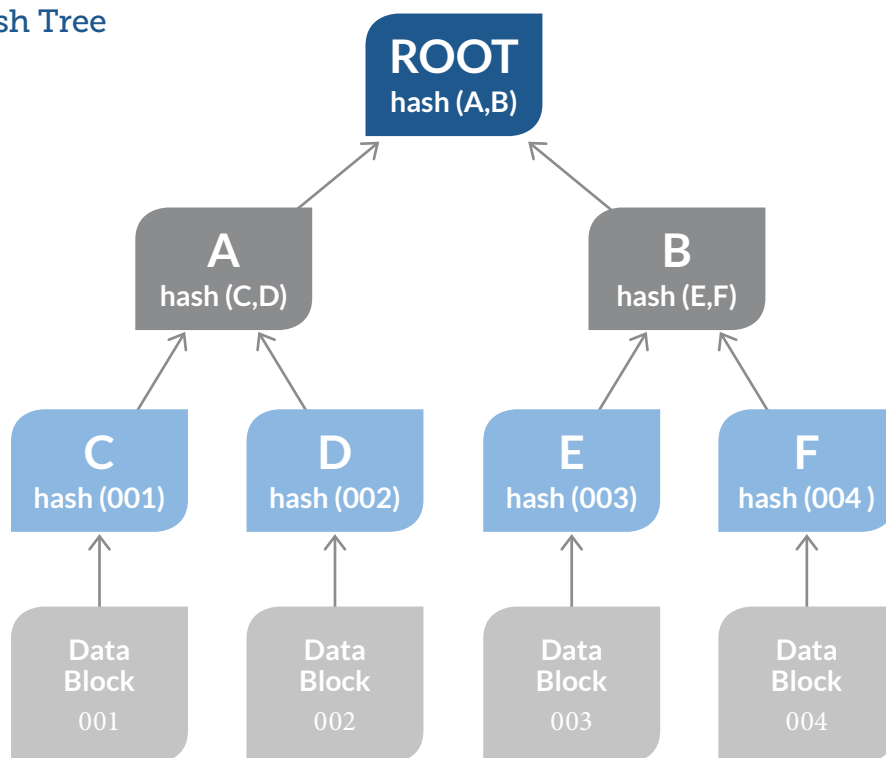 sh Tree
ROOT
hash (A,B)
A
hash (C,D)
B
hash (E,F)
C
hash (001)
D
hash (002)
E
hash (003)
F
hash (004 )
Data
Block
001
Data
Block
002
Data
Block
003
Data
Block
004